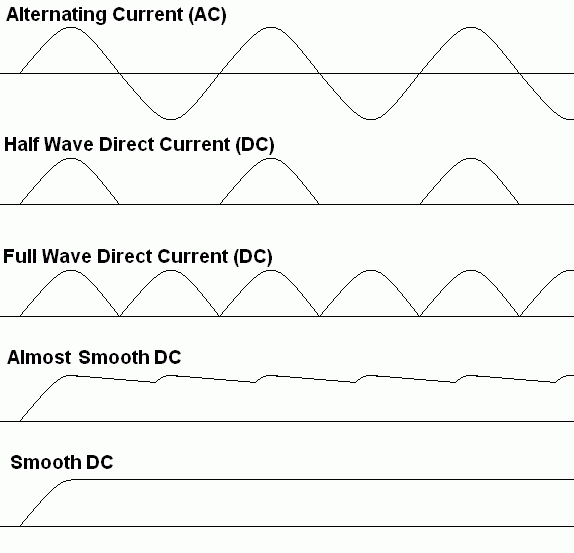 Alternating Current (AC)
Half Wave Direct Current (DC)
Full Wave Direct Current (DC)
Almost Smooth DC
Smooth DC